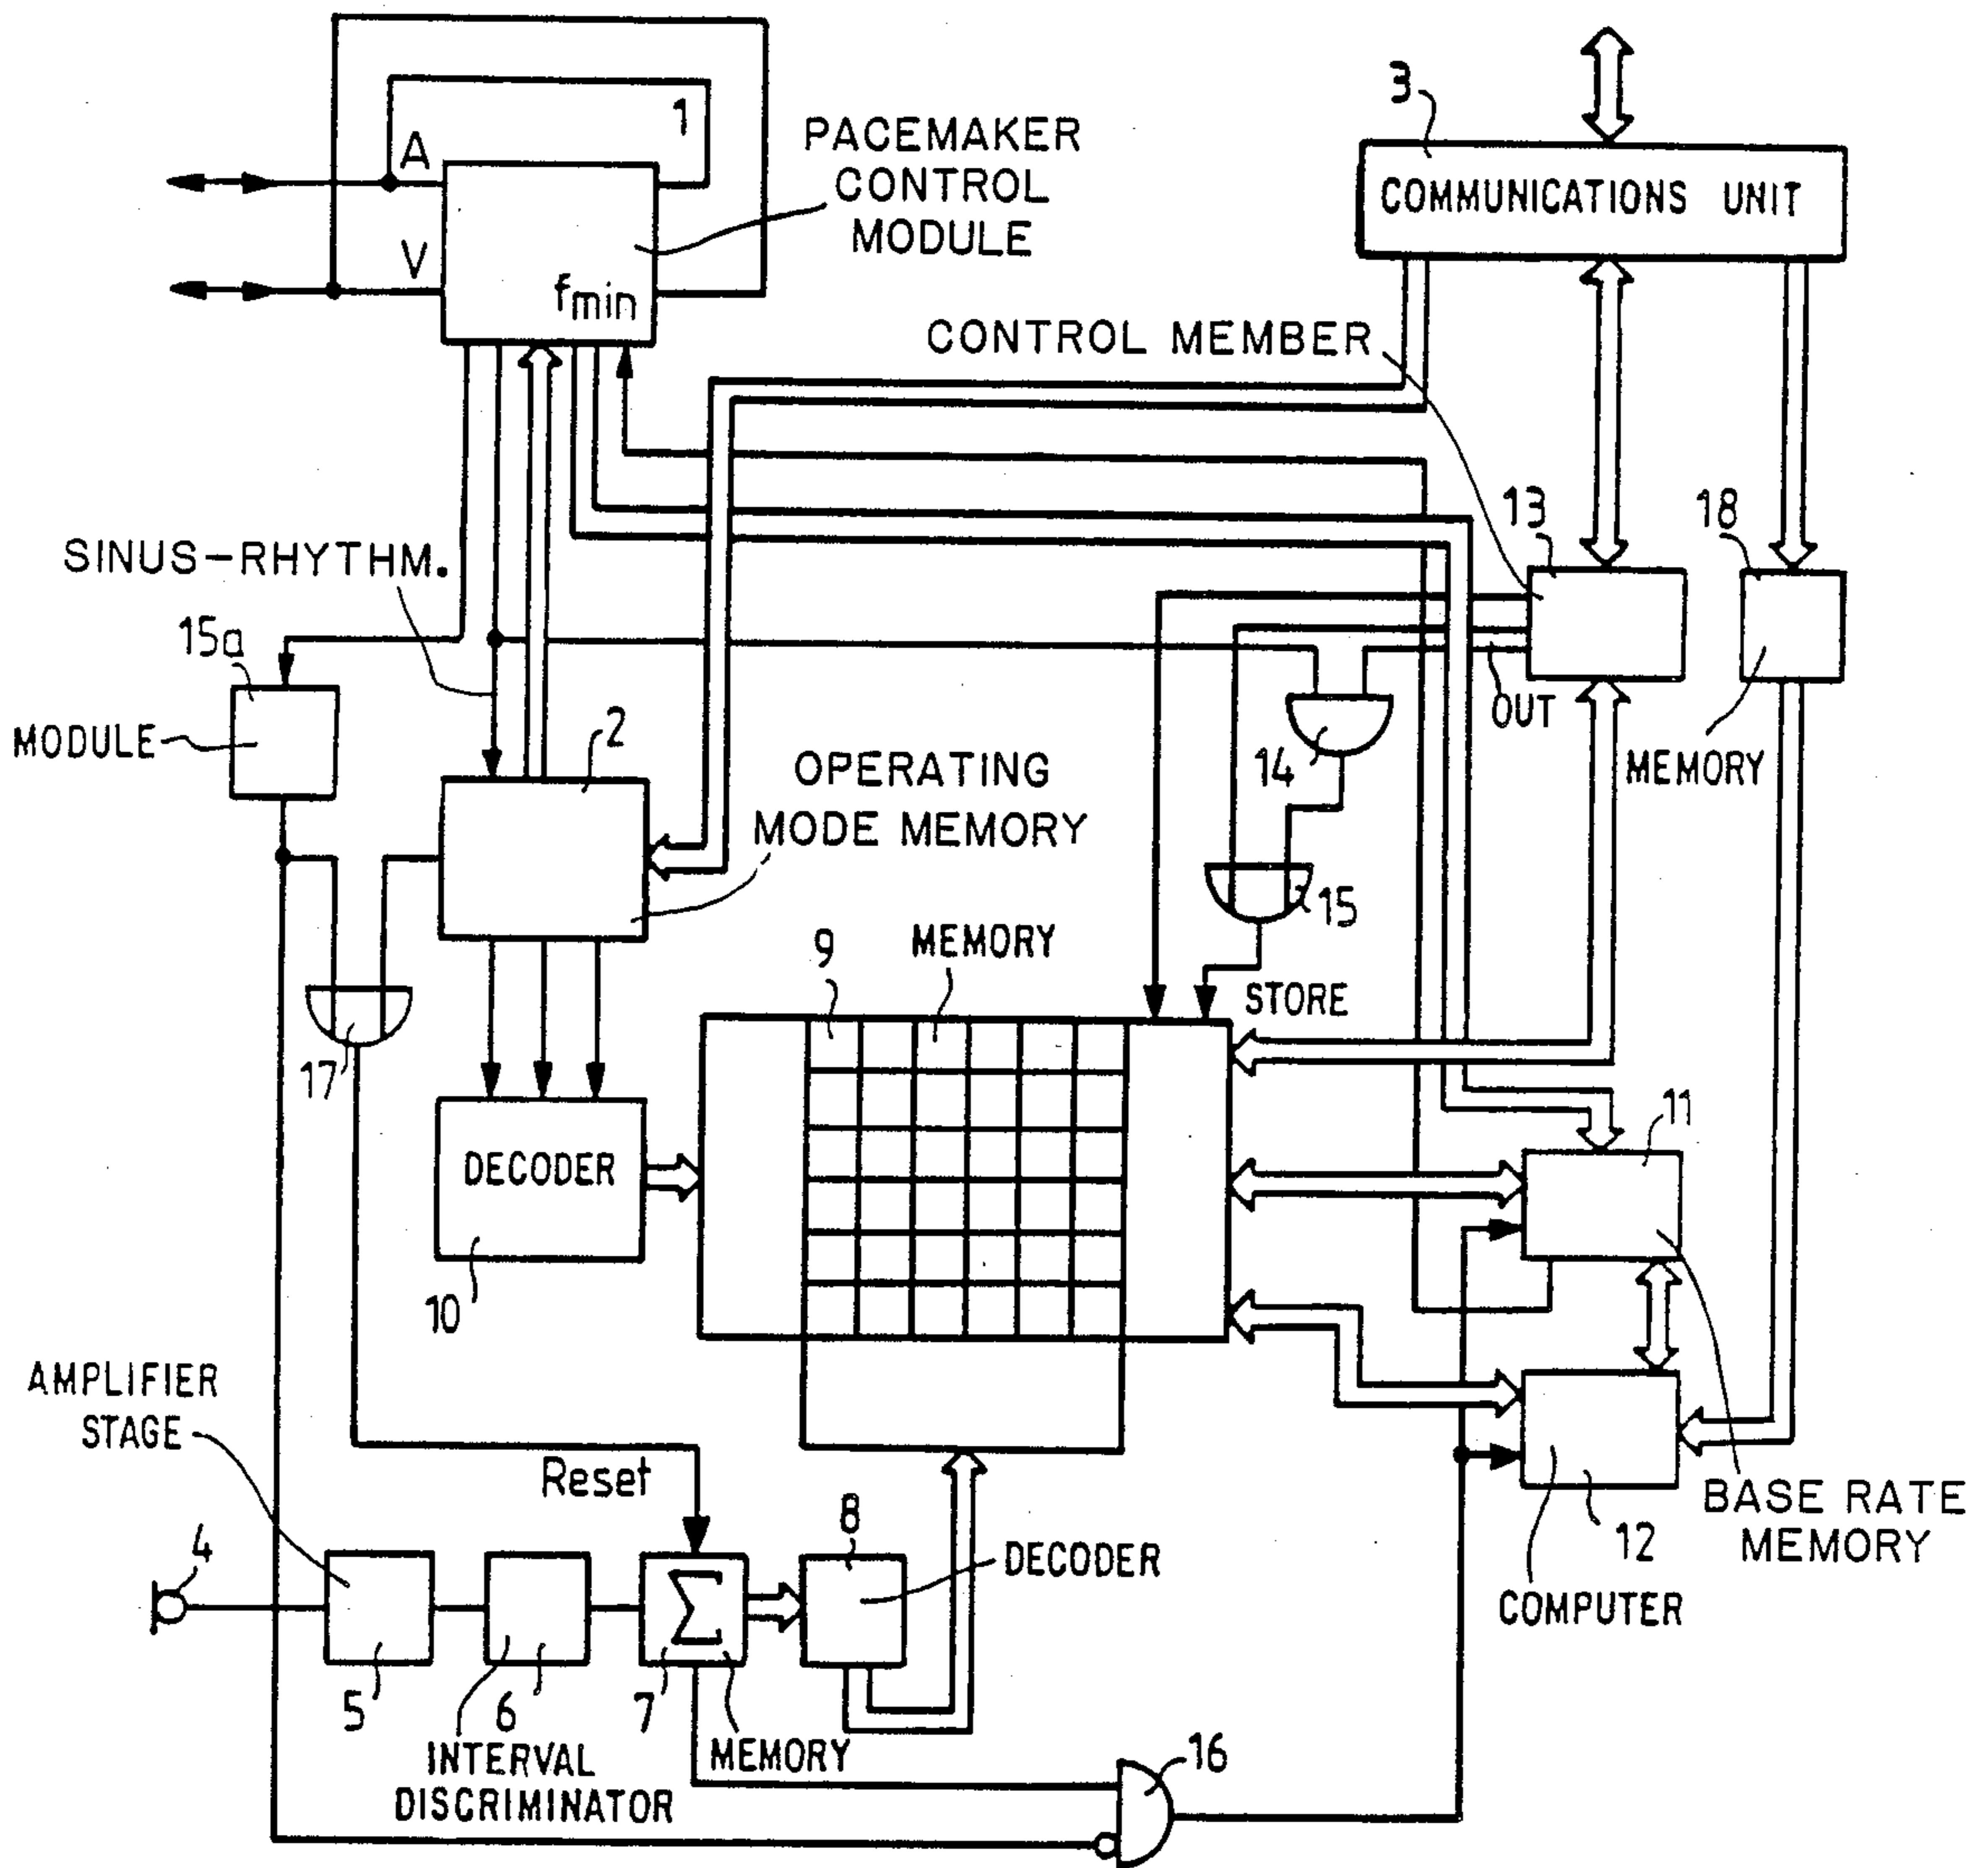 1
A
V
fmin
PACEMAKER
CONTROL
MODULE
3
COMMUNICATIONS UNIT
CONTROL MEMBER
SINUS-RHYTHM.
15a
MODULE
2
OPERATING
MODE MEMORY
13
18
OUT
MEMORY
14
15
9
MEMORY
STORE
17
DECODER
10
11
AMPLIFIER
STAGE
Reset
4
5
6
7
Σ
8
DECODER
INTERVAL
DISCRIMINATOR
MEMORY
16
12
COMPUTER
BASE RATE
MEMORY